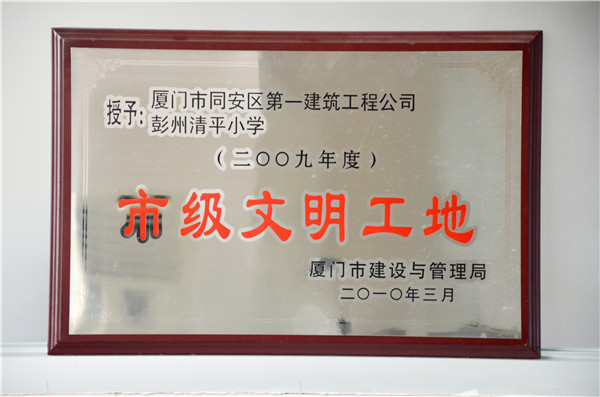 授予:
厦门市同安区第一建筑工程公司
彭州清平小学
(二〇〇九年度)
市级文明工地
厦门市建设与管理局
二〇一〇年三月